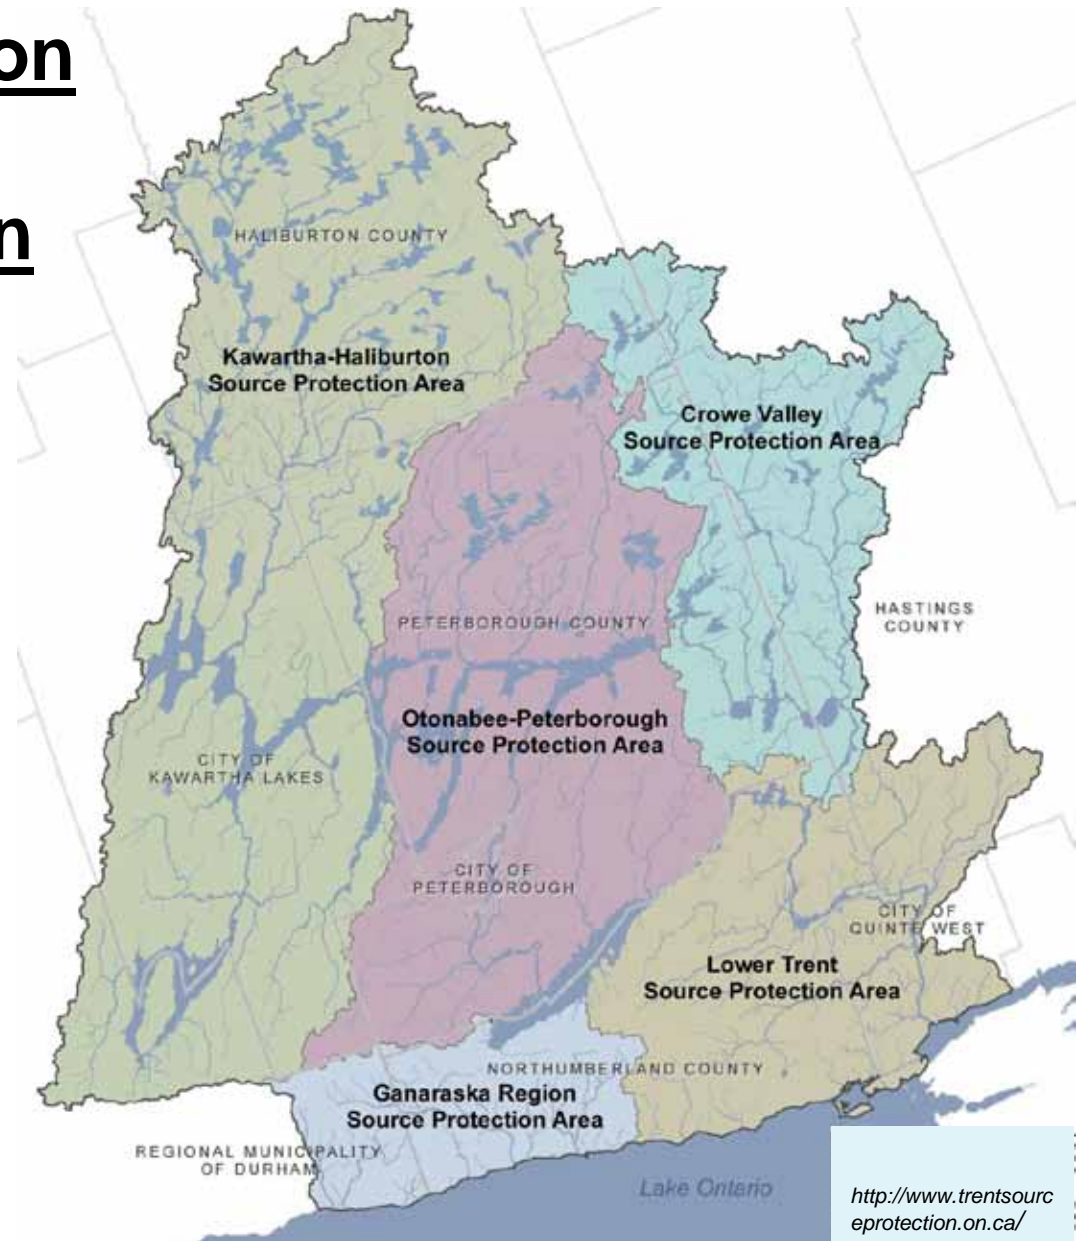 on
n
HALIBURTON COUNTY
Kawartha-Haliburton
Source Protection Area
Crowe Valley
Source Protection Area
HASTINGS
COUNTY
PETERBOROUGH COUNTY
Otonabee-Peterborough
Source Protection Area
CITY OF
KAWARTHA LAKES
CITY OF
PETERBOROUGH
CITY OF
QUINTE WEST
Lower Trent
Source Protection Area
NORTHUMBERLAND COUNTY
Ganaraska Region
Source Protection Area
REGIONAL MUNICIPALITY
OF DURHAM
Lake Ontario
http://www.trentsourc
eprotection.on.ca/